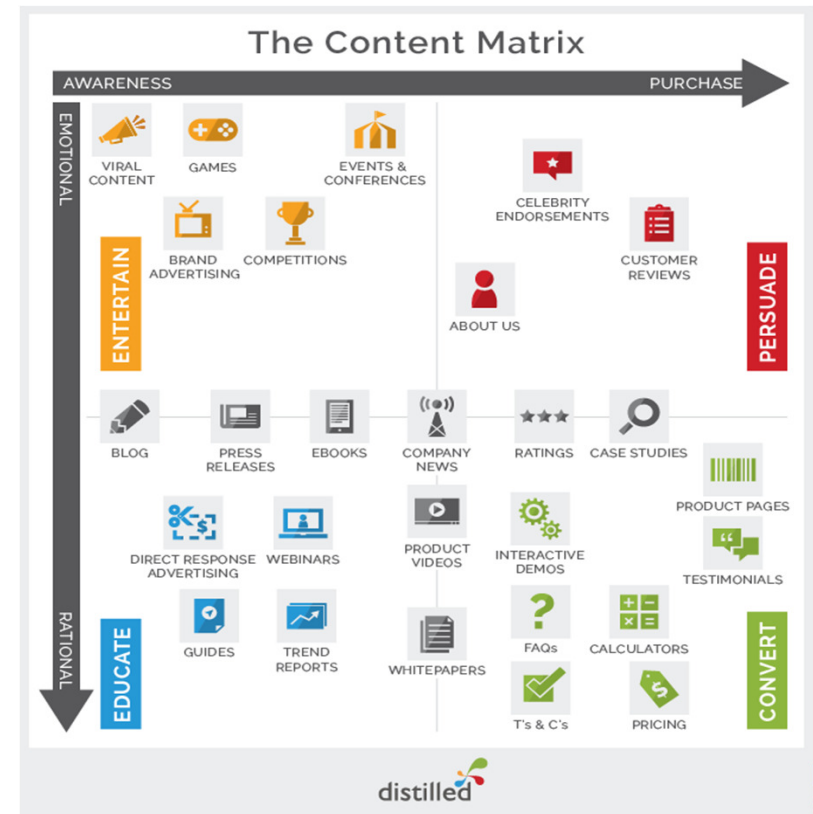 The Content Matrix
AWARENESS
PURCHASE
EMOTIONAL
VIRAL
CONTENT
GAMES
EVENTS &
CONFERENCES
CELEBRITY
ENDORSEMENTS
BRAND
ADVERTISING
COMPETITIONS
CUSTOMER
REVIEWS
ENTERTAIN
ABOUT US
PERSUADE
BLOG
PRESS
RELEASES
EBOOKS
COMPANY
NEWS
RATINGS
CASE STUDIES
PRODUCT PAGES
DIRECT RESPONSE
ADVERTISING
WEBINARS
PRODUCT
VIDEOS
INTERACTIVE
DEMOS
TESTIMONIALS
RATIONAL
EDUCATE
GUIDES
TREND
REPORTS
WHITEPAPERS
FAQs
CALCULATORS
T's & C's
PRICING
CONVERT
distilled